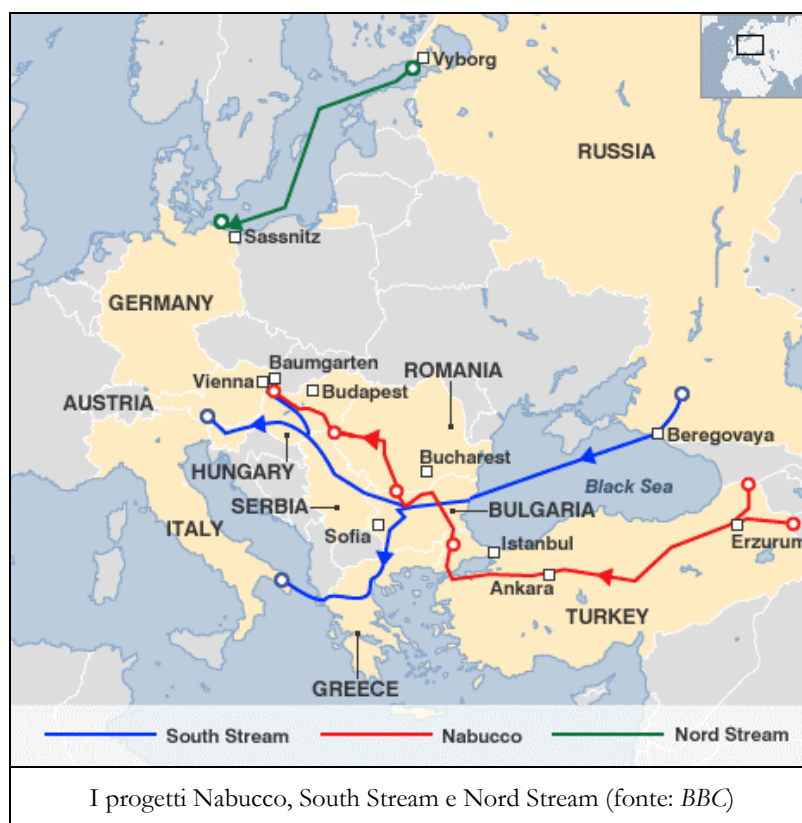 Vyborg
RUSSIA
Sassnitz
GERMANY
Baumgarten
Vienna
ROMANIA
Budapest
AUSTRIA
Beregovaya
HUNGARY
Bucharest
Black Sea
SERBIA
BULGARIA
ITALY
Sofia
Istanbul
Erzurum
Ankara
TURKEY
GREECE
South Stream
Nabucco
Nord Stream
I progetti Nabucco, South Stream e Nord Stream (fonte: BBC)